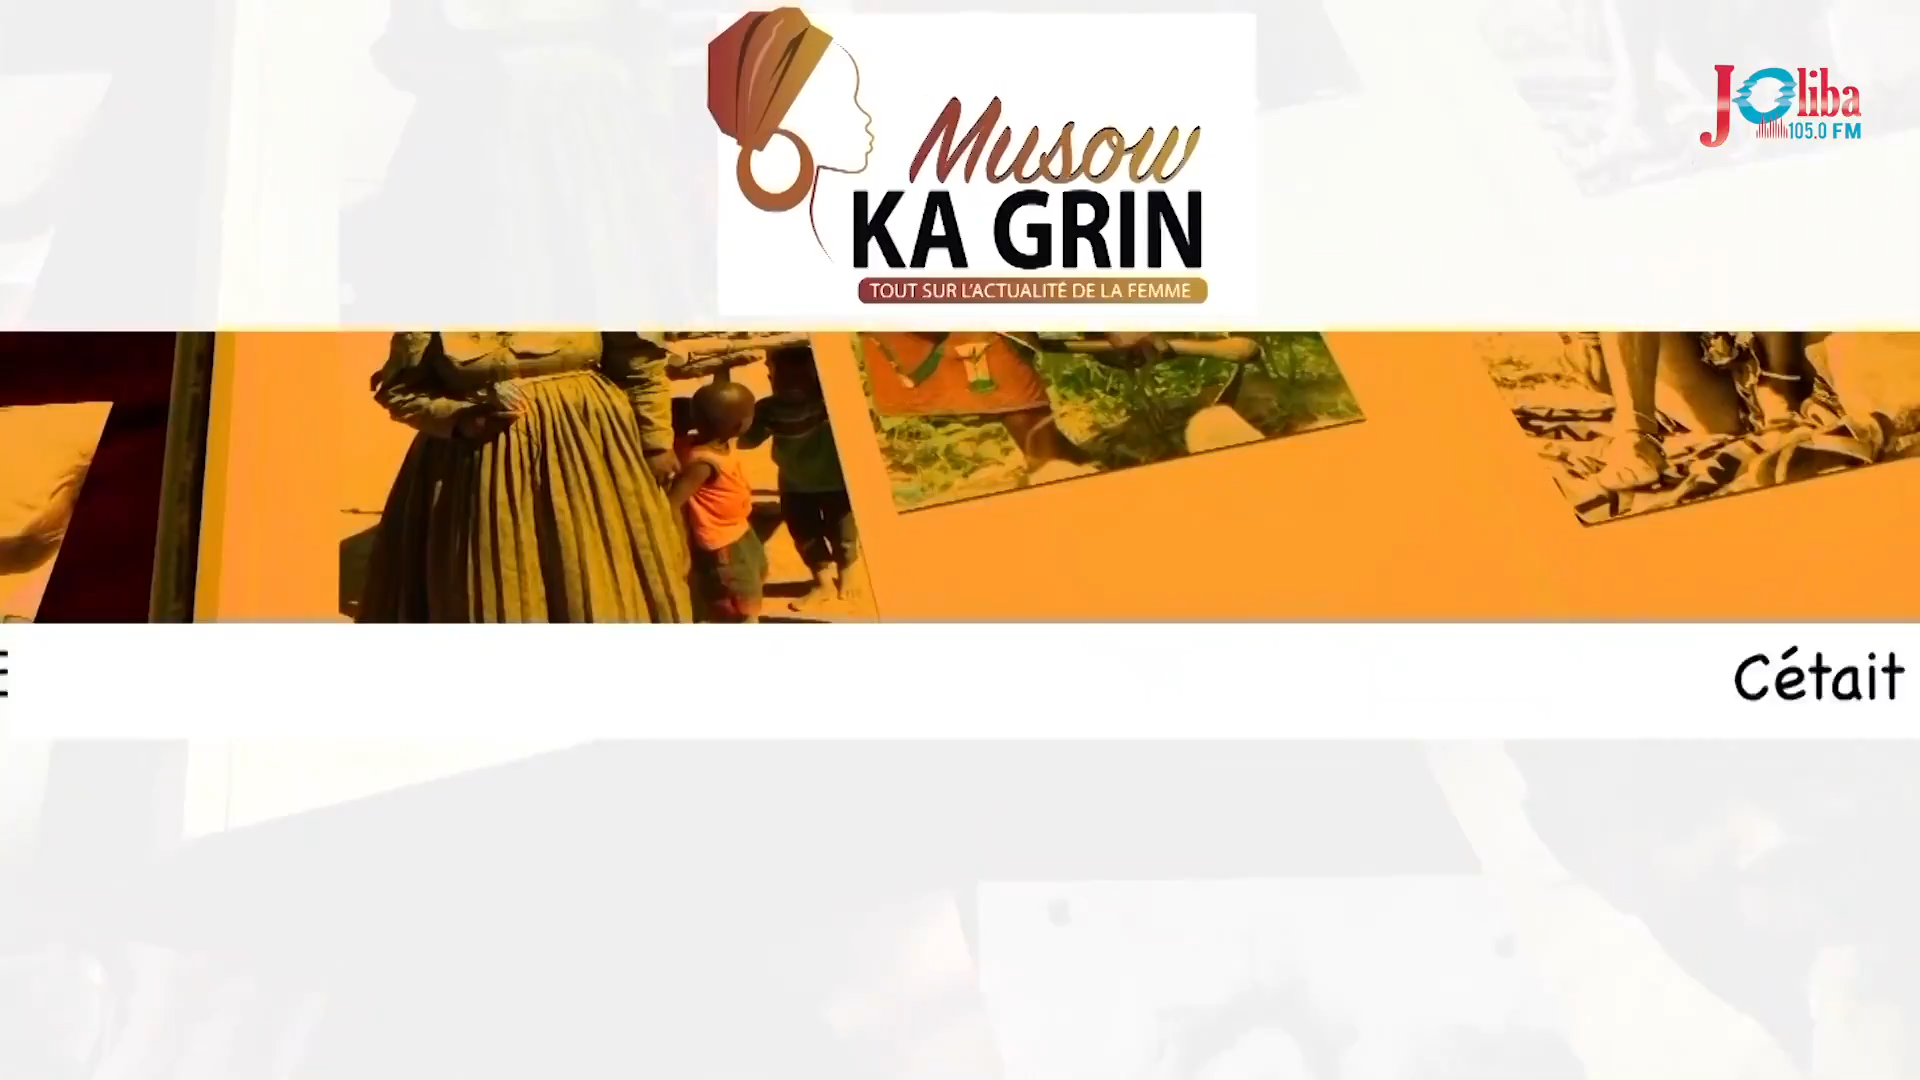 Joliba
105.0 FM
Musow
KA GRIN
TOUT SUR L'ACTUALITÉ DE LA FEMME
Cétait